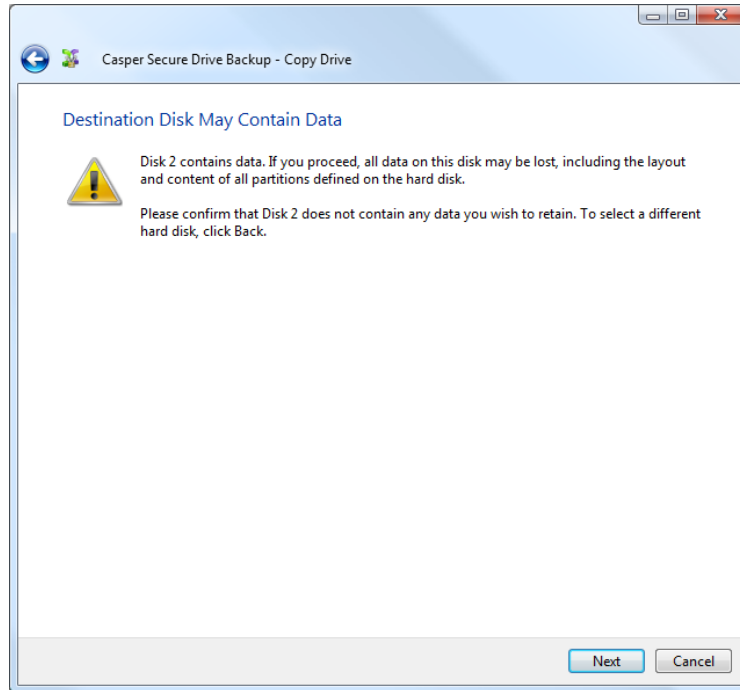 Casper Secure Drive Backup - Copy Drive
Destination Disk May Contain Data
Disk 2 contains data. If you proceed, all data on this disk may be lost, including the layout
and content of all partitions defined on the hard disk.
Please confirm that Disk 2 does not contain any data you wish to retain. To select a different
hard disk, click Back.
Next
Cancel